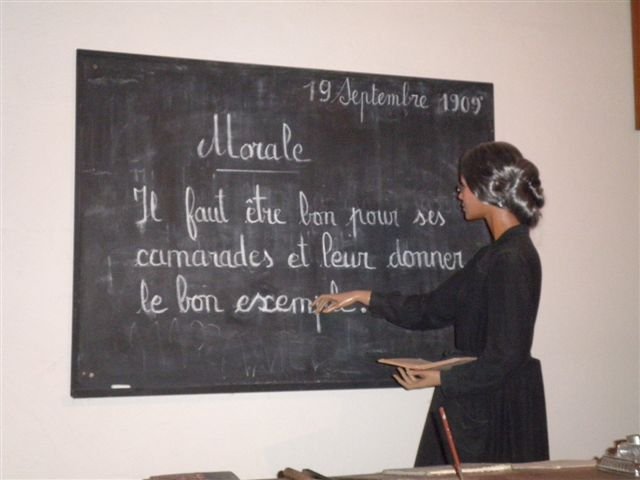 19 Septembre 1909
Morale
Il faut être bon pour ses
camarades et leur donner
le bon exemple.